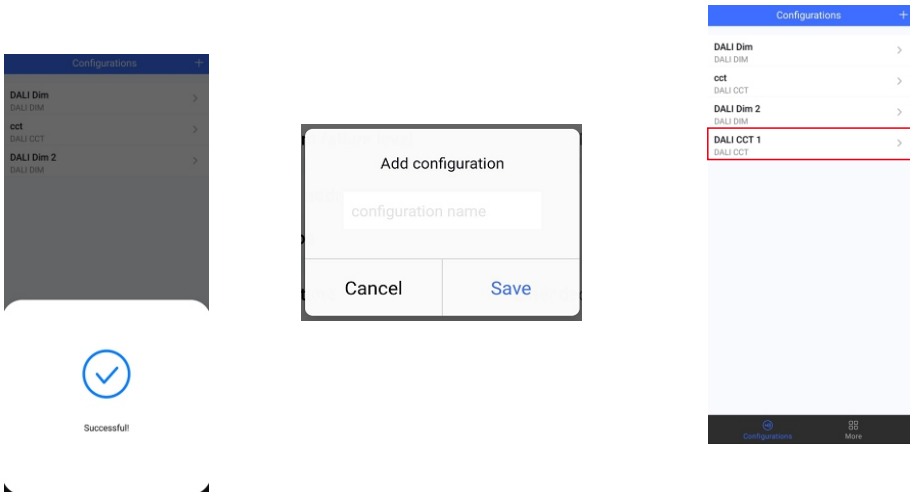 Configurations +
DALI Dim
DALI DIM
cct
DALI CCT
DALI Dim 2
DALI DIM
Successful!
Add configuration
configuration name
Cancel Save
Configurations +
DALI Dim
DALI DIM
cct
DALI CCT
DALI Dim 2
DALI DIM
DALI CCT 1
DALI CCT
Configurations More